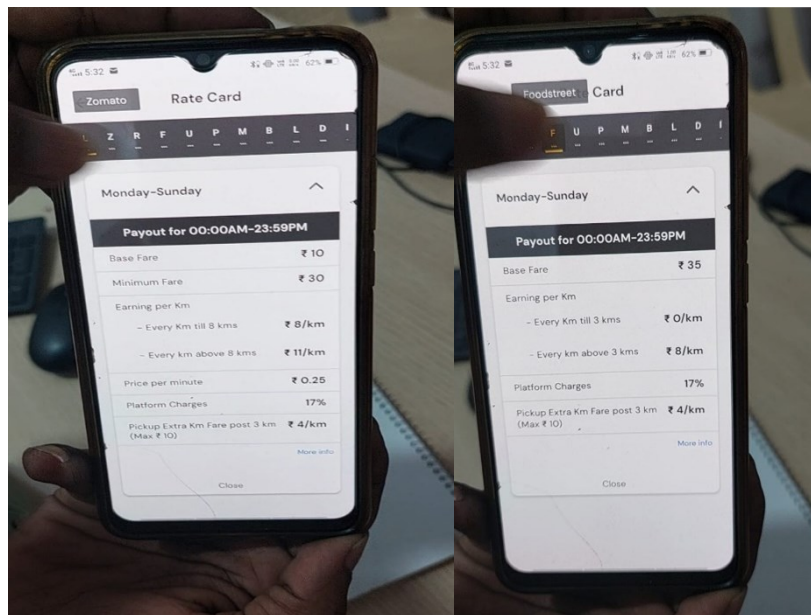 5:32
62%
Zomato
Rate Card
L Z R F U P M B L D
Monday-Sunday
Payout for 00:00AM-23:59PM
Base Fare ₹ 10
Minimum Fare ₹ 30
Earning per Km
- Every Km till 8 kms ₹ 8/km
- Every km above 8 kms ₹ 11/km
Price per minute ₹ 0.25
Platform Charges 17%
Pickup Extra Km Fare post 3 km ₹ 4/km
(Max ₹ 10)
More info
Close
5:32
62%
Foodstreet
Card
F U P M B L D
Monday-Sunday
Payout for 00:00AM-23:59PM
Base Fare ₹ 35
Earning per Km
- Every Km till 3 kms ₹ 0/km
- Every km above 3 kms ₹ 8/km
Platform Charges 17%
Pickup Extra Km Fare post 3 km ₹ 4/km
(Max ₹ 10)
More info
Close